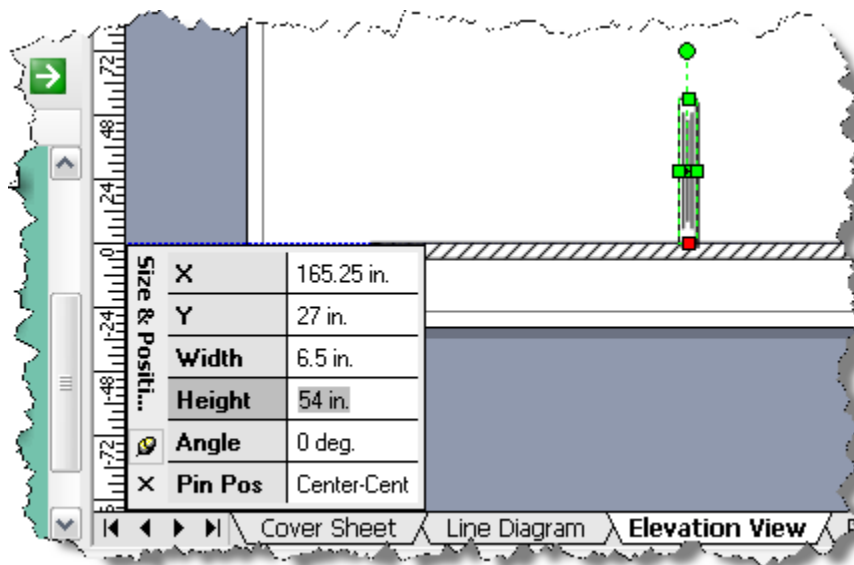 72
48
24
0
-24
-48
-72
Size & Positi...
X 165.25 in.
Y 27 in.
Width 6.5 in.
Height 54 in.
Angle 0 deg.
Pin Pos Center-Cent
Cover Sheet Line Diagram Elevation View